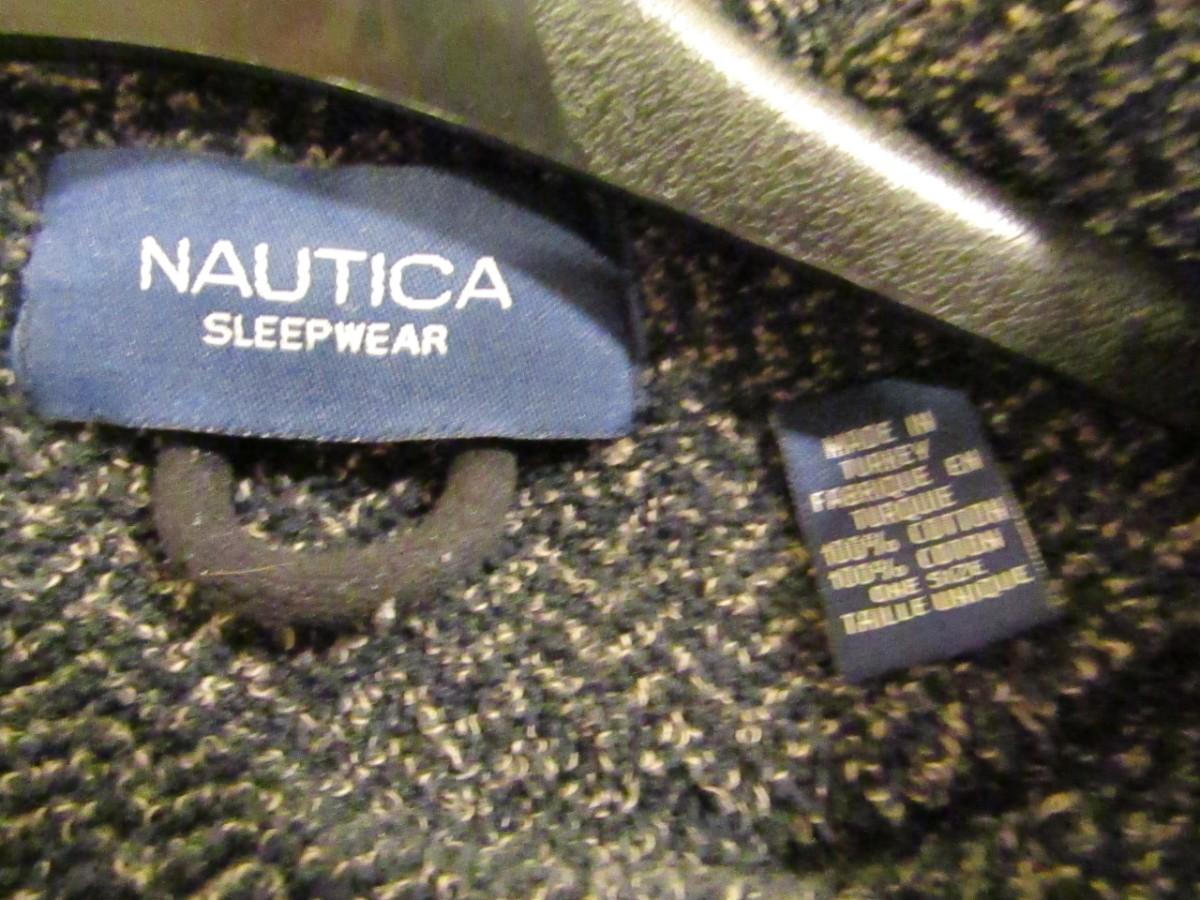 NAUTICA
SLEEPWEAR
MADE IN
TURKEY
FABRIQUE EN
TURQUIE
100% COTTON
100% COTON
ONE SIZE
TAILLE UNIQUE